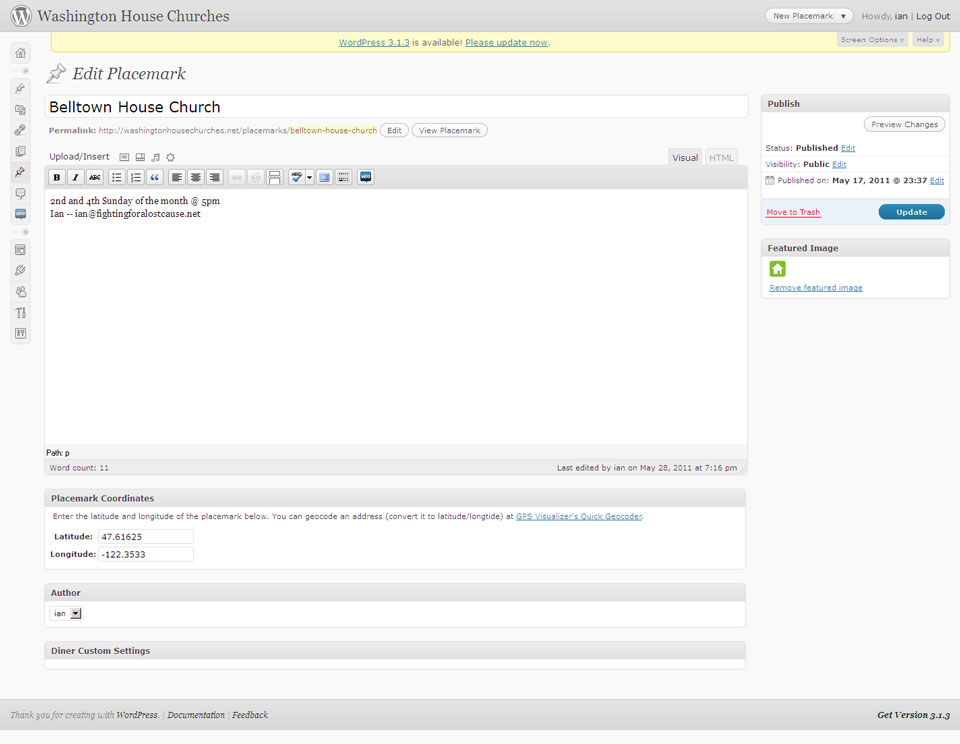 Washington House Churches
New Placemark
Howdy, ian | Log Out
WordPress 3.1.3 is available! Please update now.
Screen Options
Help
Edit Placemark
Belltown House Church
Permalink: http://washingtonhousechurches.net/placemarks/belltown-house-church Edit View Placemark
Upload/Insert
Visual
HTML
B I ABC
2nd and 4th Sunday of the month @ 5pm
Ian -- ian@fightingforalostcause.net
Path: p
Word count: 11
Last edited by ian on May 28, 2011 at 7:16 pm
Publish
Preview Changes
Status: Published Edit
Visibility: Public Edit
Published on: May 17, 2011 @ 23:37 Edit
Move to Trash
Update
Featured Image
Remove featured image
Placemark Coordinates
Enter the latitude and longitude of the placemark below. You can geocode an address (convert it to latitude/longtide) at GPS Visualizer's Quick Geocoder.
Latitude: 47.61625
Longitude: -122.3533
Author
ian
Diner Custom Settings
Thank you for creating with WordPress. | Documentation | Feedback
Get Version 3.1.3